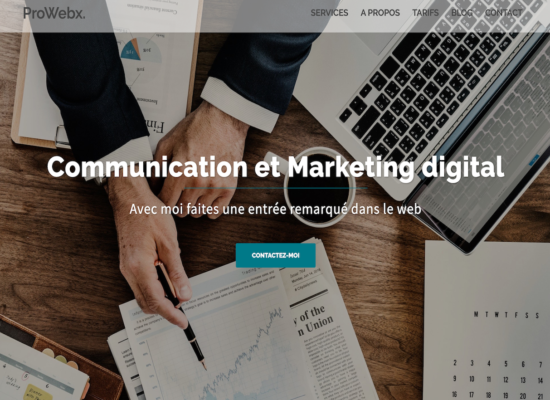 ProWebx.
SERVICES A PROPOS TARIFS BLOG CONTACT
Communication et Marketing digital
Avec moi faites une entrée remarqué dans le web
CONTACTEZ-MOI
y of the
n Union
M T W T F S S
2 3 4 5 6 7 8
9 10 11 12 13 14 15
16 17 18 19 20 21